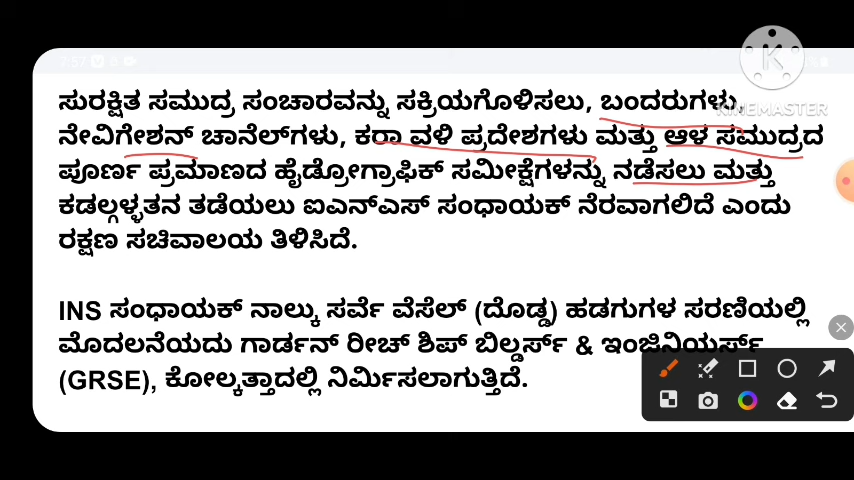 7:57
KINEMASTER
ಸುರಕ್ಷಿತ ಸಮುದ್ರ ಸಂಚಾರವನ್ನು ಸಕ್ರಿಯಗೊಳಿಸಲು, ಬಂದರುಗಳು,
ನೇವಿಗೇಶನ್ ಚಾನೆಲ್‌ಗಳು, ಕರಾ ವಳಿ ಪ್ರದೇಶಗಳು ಮತ್ತು ಆಳ ಸಮುದ್ರದ
ಪೂರ್ಣ ಪ್ರಮಾಣದ ಹೈಡ್ರೋಗ್ರಾಫಿಕ್ ಸಮೀಕ್ಷೆಗಳನ್ನು ನಡೆಸಲು ಮತ್ತು
ಕಡಲ್ಗಳ್ಳತನ ತಡೆಯಲು ಐಎನ್ಎಸ್ ಸಂಧಾಯಕ್ ನೆರವಾಗಲಿದೆ ಎಂದು
ರಕ್ಷಣ ಸಚಿವಾಲಯ ತಿಳಿಸಿದೆ.
INS ಸಂಧಾಯಕ್ ನಾಲ್ಕು ಸರ್ವೆ ವೆಸೆಲ್ (ದೊಡ್ಡ) ಹಡಗುಗಳ ಸರಣಿಯಲ್ಲಿ
ಮೊದಲನೆಯದು ಗಾರ್ಡನ್ ರೀಚ್ ಶಿಪ್ ಬಿಲ್ಡರ್ಸ್ & ಇಂಜಿನಿಯರ್ಸ್
(GRSE), ಕೋಲ್ಕತ್ತಾದಲ್ಲಿ ನಿರ್ಮಿಸಲಾಗುತ್ತಿದೆ.